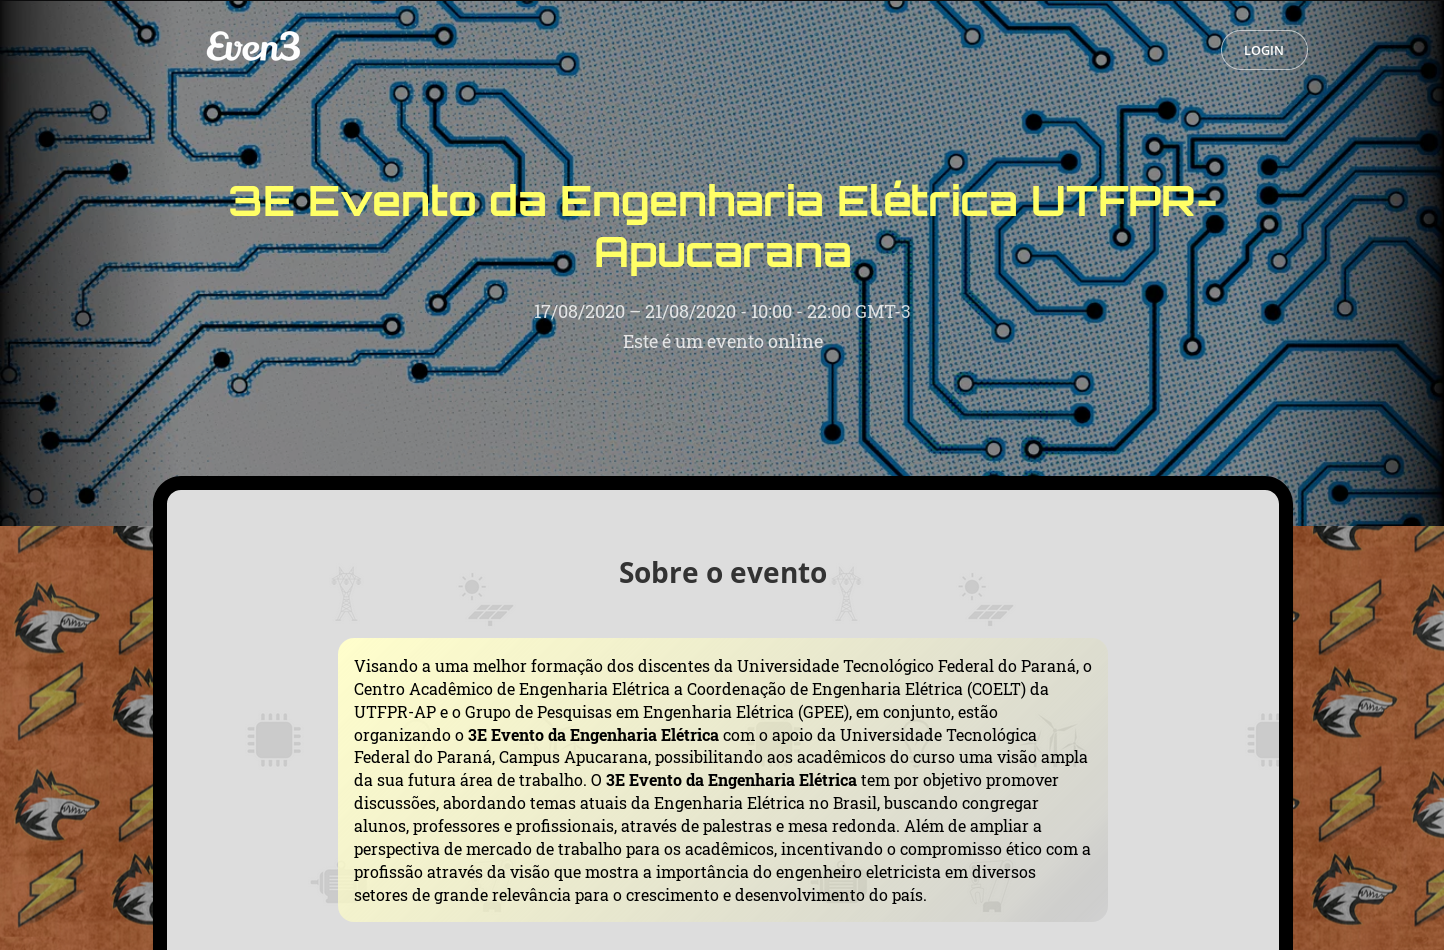 Even3
LOGIN
3E Evento da Engenharia Elétrica UTFPR-
Apucarana
17/08/2020 – 21/08/2020 - 10:00 - 22:00 GMT-3
Este é um evento online
Sobre o evento
Visando a uma melhor formação dos discentes da Universidade Tecnológico Federal do Paraná, o
Centro Acadêmico de Engenharia Elétrica a Coordenação de Engenharia Elétrica (COELT) da
UTFPR-AP e o Grupo de Pesquisas em Engenharia Elétrica (GPEE), em conjunto, estão
organizando o 3E Evento da Engenharia Elétrica com o apoio da Universidade Tecnológica
Federal do Paraná, Campus Apucarana, possibilitando aos acadêmicos do curso uma visão ampla
da sua futura área de trabalho. O 3E Evento da Engenharia Elétrica tem por objetivo promover
discussões, abordando temas atuais da Engenharia Elétrica no Brasil, buscando congregar
alunos, professores e profissionais, através de palestras e mesa redonda. Além de ampliar a
perspectiva de mercado de trabalho para os acadêmicos, incentivando o compromisso ético com a
profissão através da visão que mostra a importância do engenheiro eletricista em diversos
setores de grande relevância para o crescimento e desenvolvimento do país.